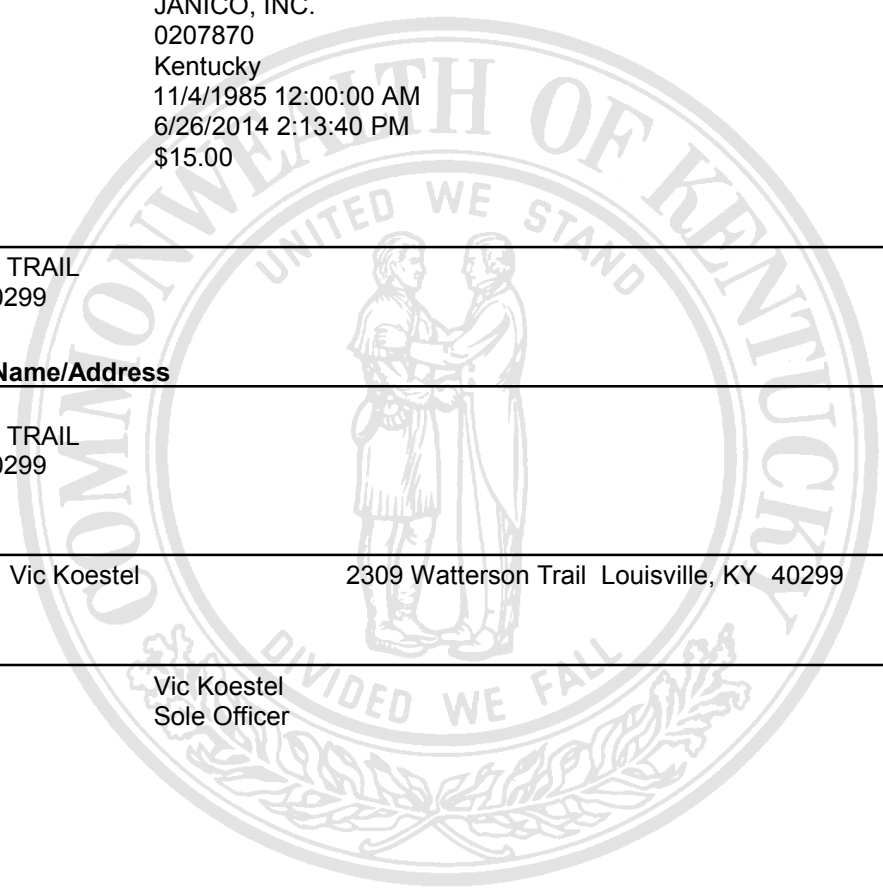 JANICO, INC.
0207870
Kentucky
11/4/1985 12:00:00 AM
6/26/2014 2:13:40 PM
$15.00
COMMONWEALTH OF KENTUCKY
UNITED WE STAND
TRAIL
0299
Name/Address
TRAIL
0299
Vic Koestel 2309 Watterson Trail Louisville, KY 40299
DIVIDED WE FALL
Vic Koestel
Sole Officer